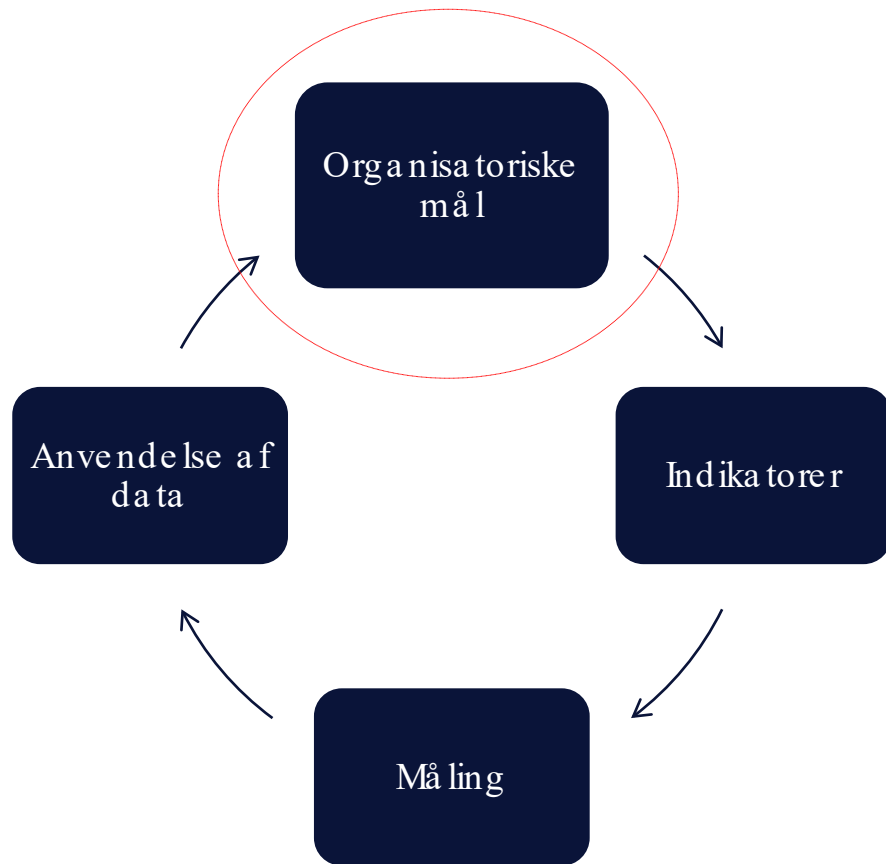 Organisatoriske
mål
Anvendelse af
data
Indikatorer
Måling